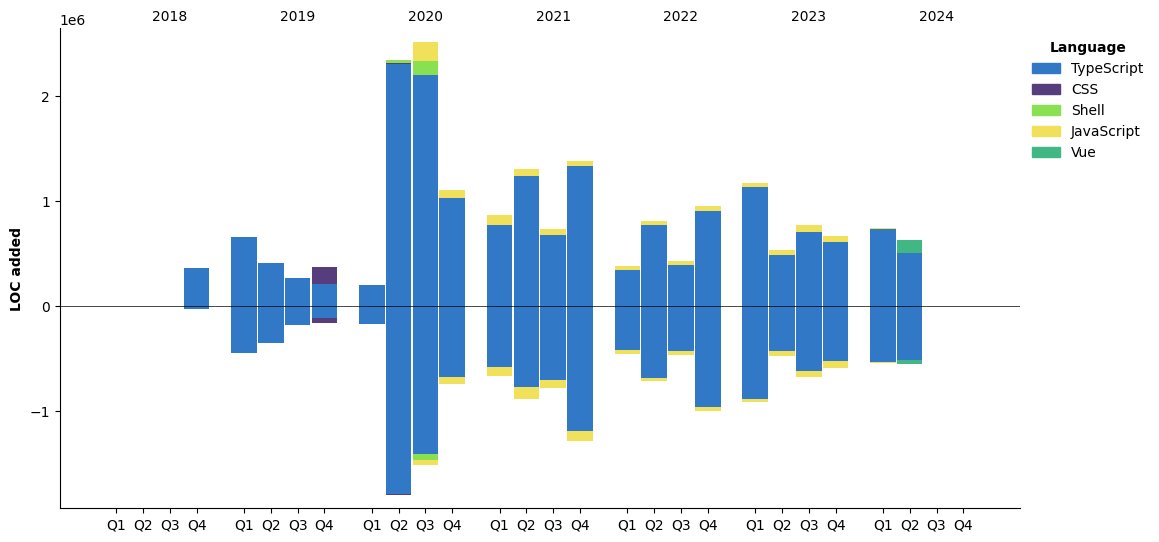 2018 2019 2020 2021 2022 2023 2024
1e6
Language
TypeScript
CSS
Shell
JavaScript
Vue
LOC added
2
1
0
−1
Q1 Q2 Q3 Q4 Q1 Q2 Q3 Q4 Q1 Q2 Q3 Q4 Q1 Q2 Q3 Q4 Q1 Q2 Q3 Q4 Q1 Q2 Q3 Q4 Q1 Q2 Q3 Q4